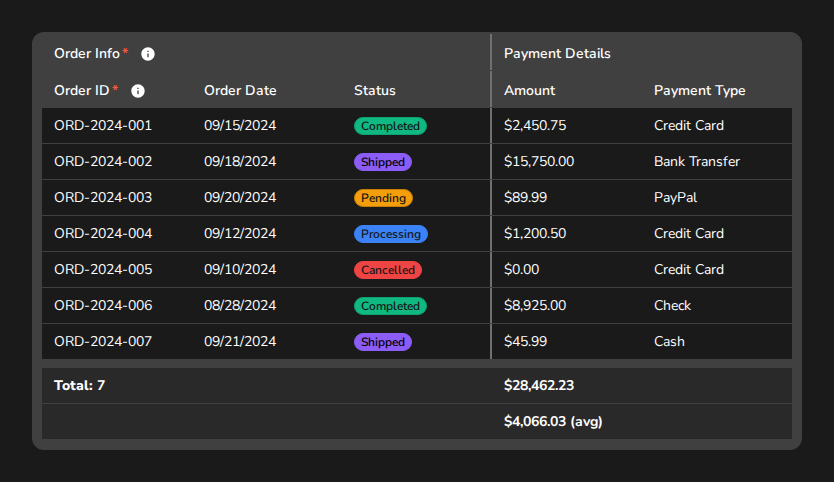 Order Info* Payment Details
Order ID* Order Date Status Amount Payment Type
ORD-2024-001 09/15/2024 Completed $2,450.75 Credit Card
ORD-2024-002 09/18/2024 Shipped $15,750.00 Bank Transfer
ORD-2024-003 09/20/2024 Pending $89.99 PayPal
ORD-2024-004 09/12/2024 Processing $1,200.50 Credit Card
ORD-2024-005 09/10/2024 Cancelled $0.00 Credit Card
ORD-2024-006 08/28/2024 Completed $8,925.00 Check
ORD-2024-007 09/21/2024 Shipped $45.99 Cash
Total: 7 $28,462.23
$4,066.03 (avg)